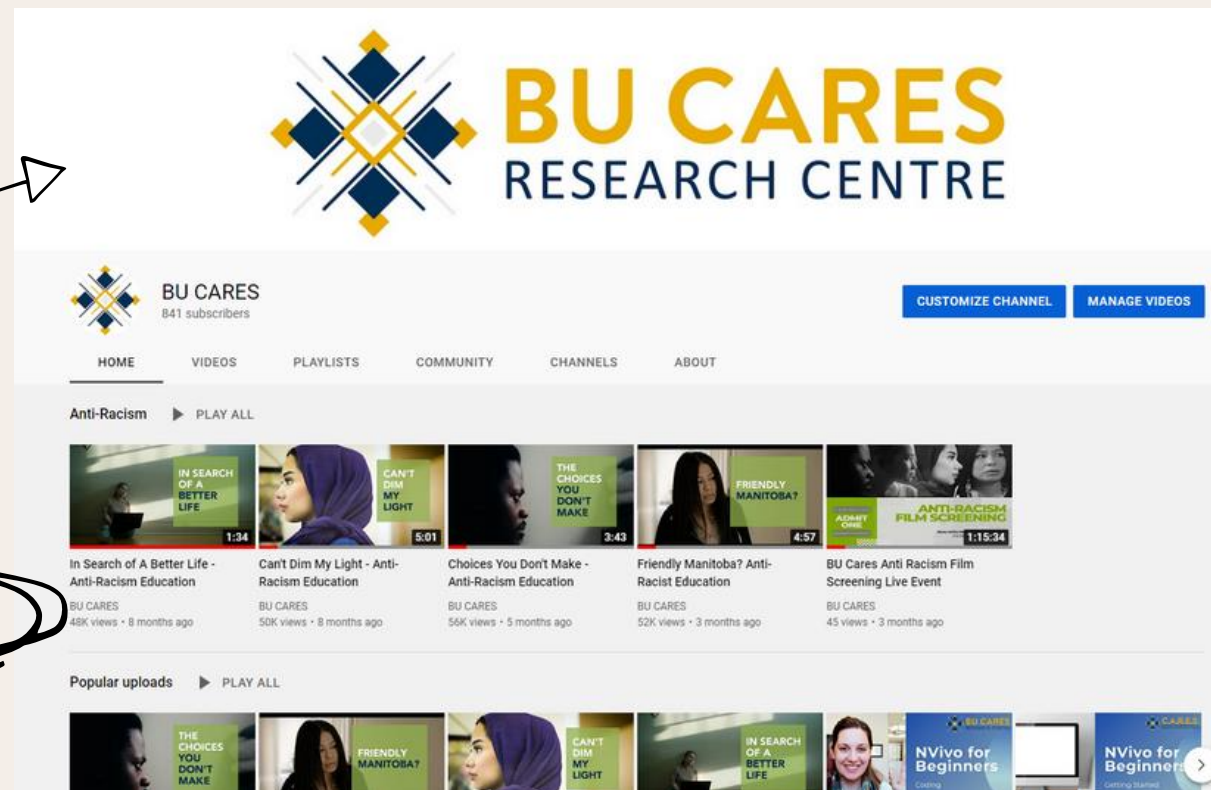 BU CARES
RESEARCH CENTRE
BU CARES
841 subscribers
CUSTOMIZE CHANNEL
MANAGE VIDEOS
HOME
VIDEOS
PLAYLISTS
COMMUNITY
CHANNELS
ABOUT
Anti-Racism
PLAY ALL
IN SEARCH
OF A
BETTER
LIFE
1:34
CAN'T
DIM
MY
LIGHT
5:01
THE
CHOICES
YOU
DON'T
MAKE
3:43
FRIENDLY
MANITOBA?
4:57
ADMIT
ONE
ANTI-RACISM
FILM SCREENING
1:15:34
In Search of A Better Life -
Anti-Racism Education
BU CARES
48K views • 8 months ago
Can't Dim My Light - Anti-
Racism Education
BU CARES
50K views • 8 months ago
Choices You Don't Make -
Anti-Racism Education
BU CARES
56K views • 5 months ago
Friendly Manitoba? Anti-
Racist Education
BU CARES
52K views • 3 months ago
BU Cares Anti Racism Film
Screening Live Event
BU CARES
45 views • 3 months ago
Popular uploads
PLAY ALL
THE
CHOICES
YOU
DON'T
MAKE
FRIENDLY
MANITOBA?
CAN'T
DIM
MY
LIGHT
IN SEARCH
OF A
BETTER
LIFE
BU CARES
NVivo for
Beginners
Coding
NVivo for
Beginners
Getting Started